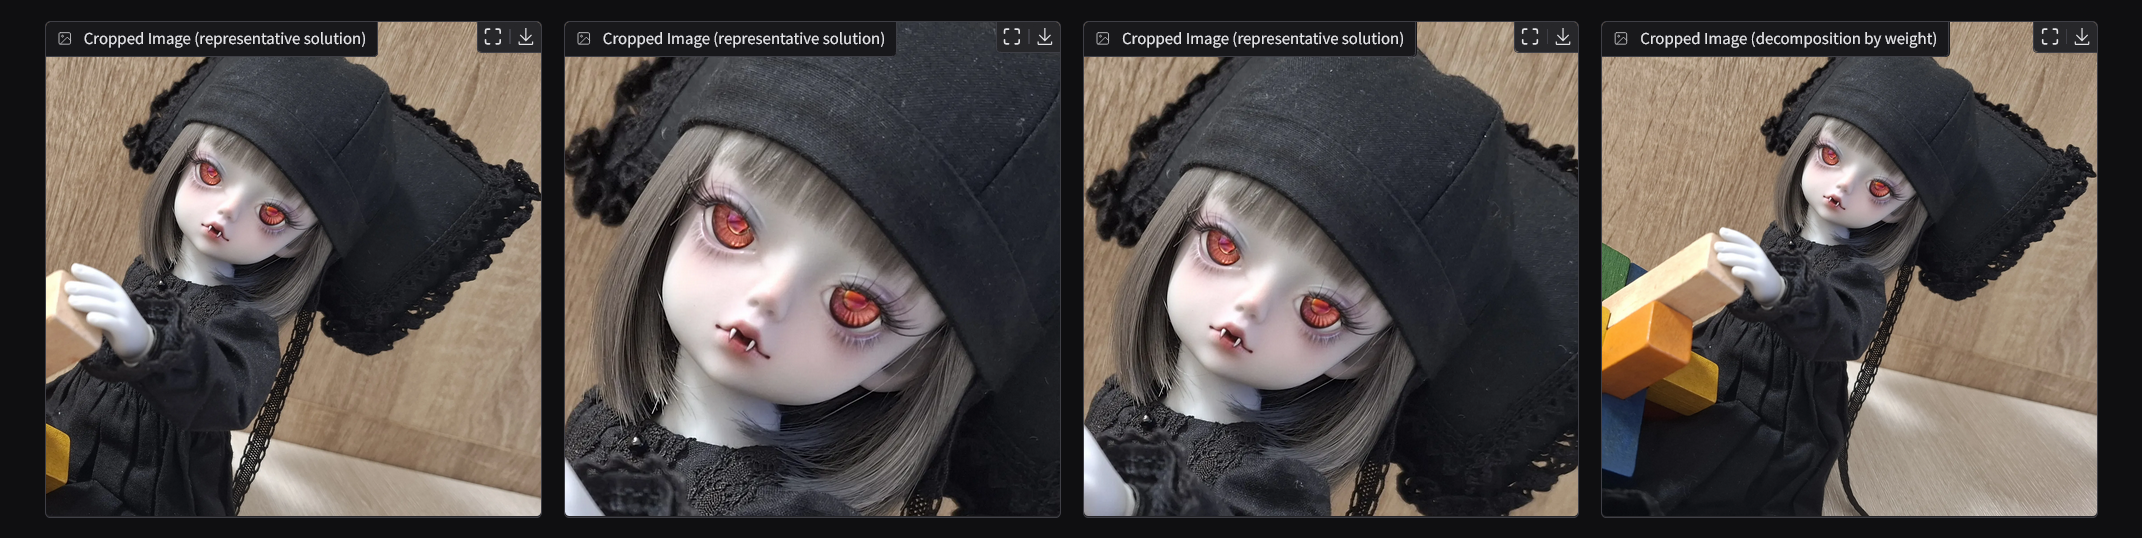 Cropped Image (representative solution)
Cropped Image (representative solution)
Cropped Image (representative solution)
Cropped Image (decomposition by weight)